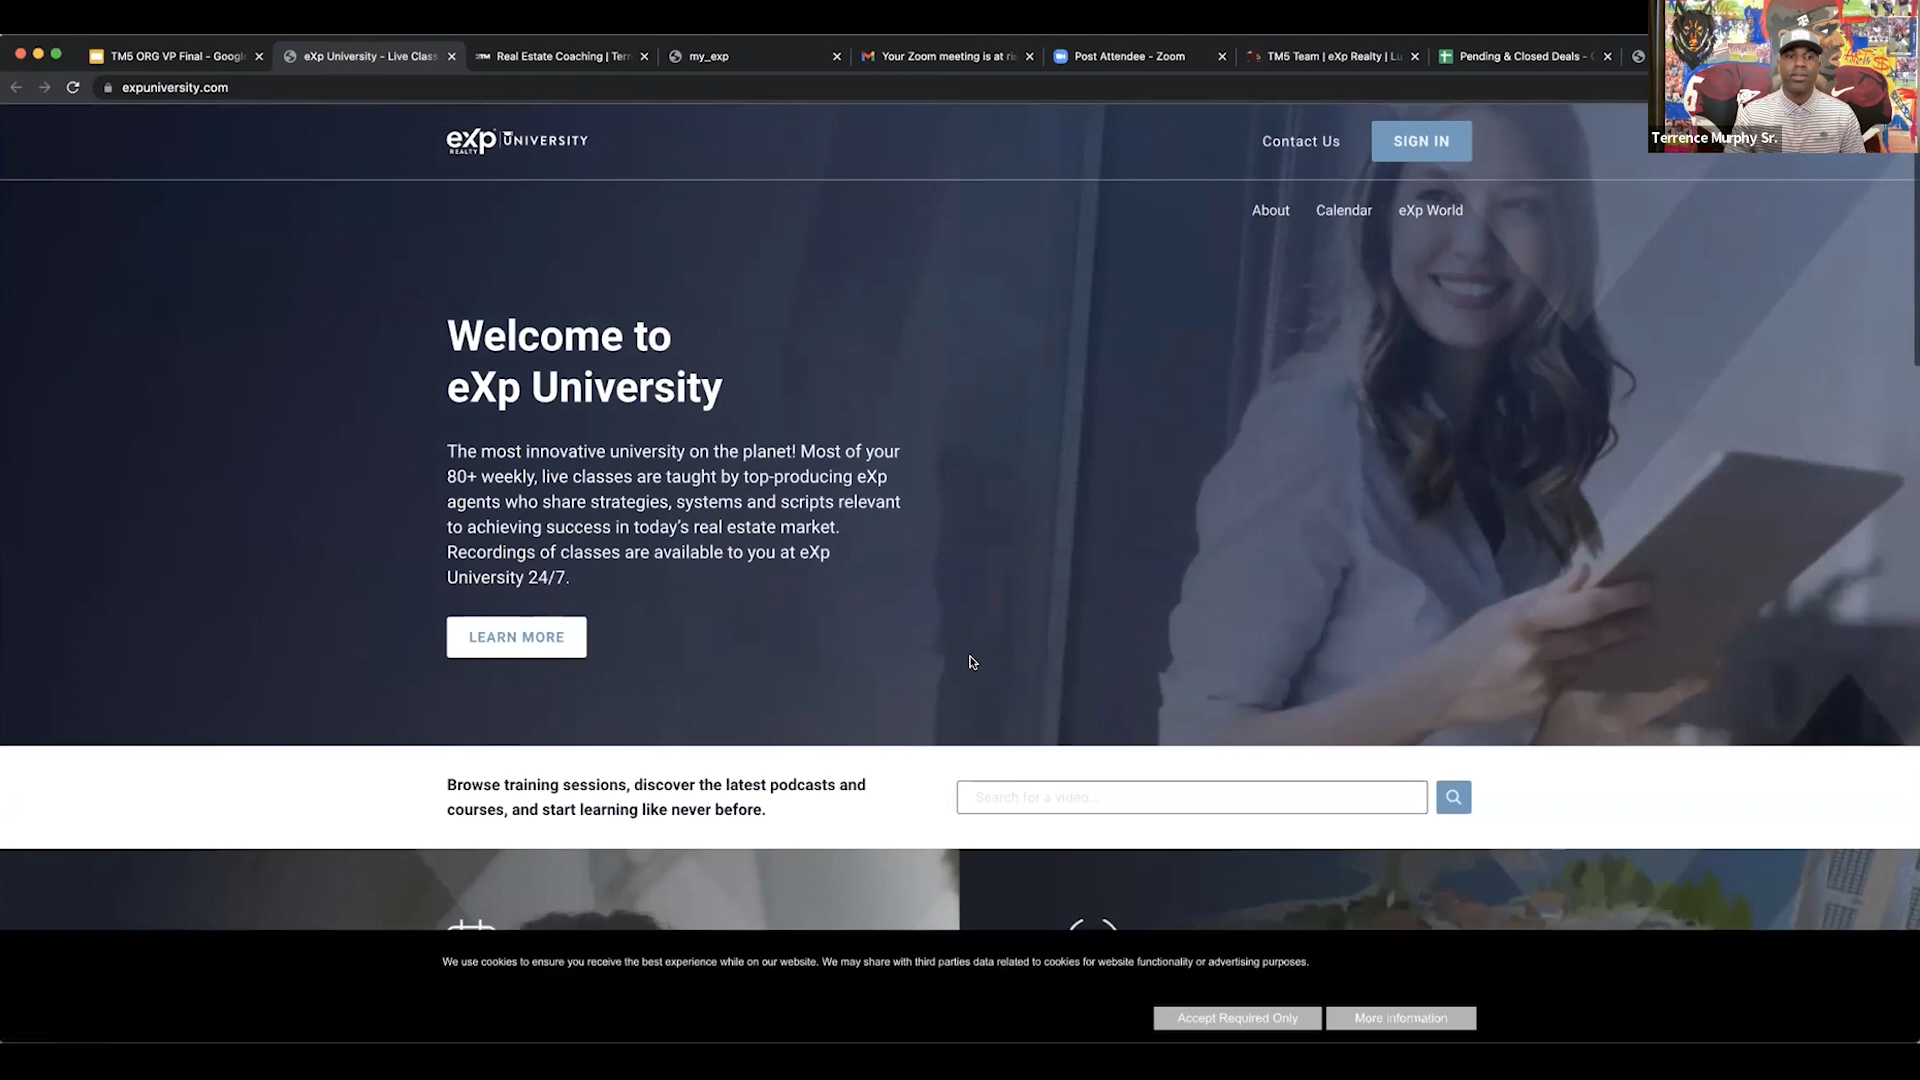 TM5 ORG VP Final - Googl
eXp University - Live Class
Real Estate Coaching | Terr
my_exp
Your Zoom meeting is at ris
Post Attendee - Zoom
TM5 Team | eXp Realty | Lu
Pending & Closed Deals -
expuniversity.com
Terrence Murphy Sr.
eXp REALTY UNIVERSITY
Contact Us
SIGN IN
About Calendar eXp World
Welcome to
eXp University
The most innovative university on the planet! Most of your
80+ weekly, live classes are taught by top-producing eXp
agents who share strategies, systems and scripts relevant
to achieving success in today's real estate market.
Recordings of classes are available to you at eXp
University 24/7.
LEARN MORE
Browse training sessions, discover the latest podcasts and
courses, and start learning like never before.
Search for a video...
We use cookies to ensure you receive the best experience while on our website. We may share with third parties data related to cookies for website functionality or advertising purposes.
Accept Required Only
More information